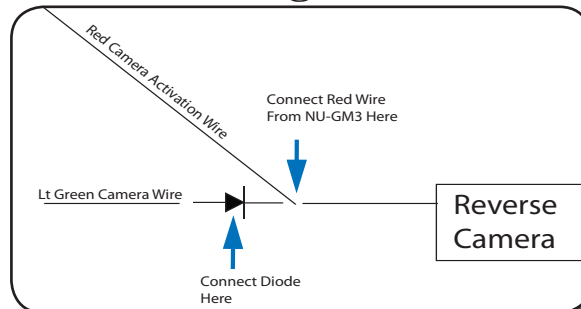 Red Camera Activation Wire
Connect Red Wire
From NU-GM3 Here
Lt Green Camera Wire
Reverse
Camera
Connect Diode
Here